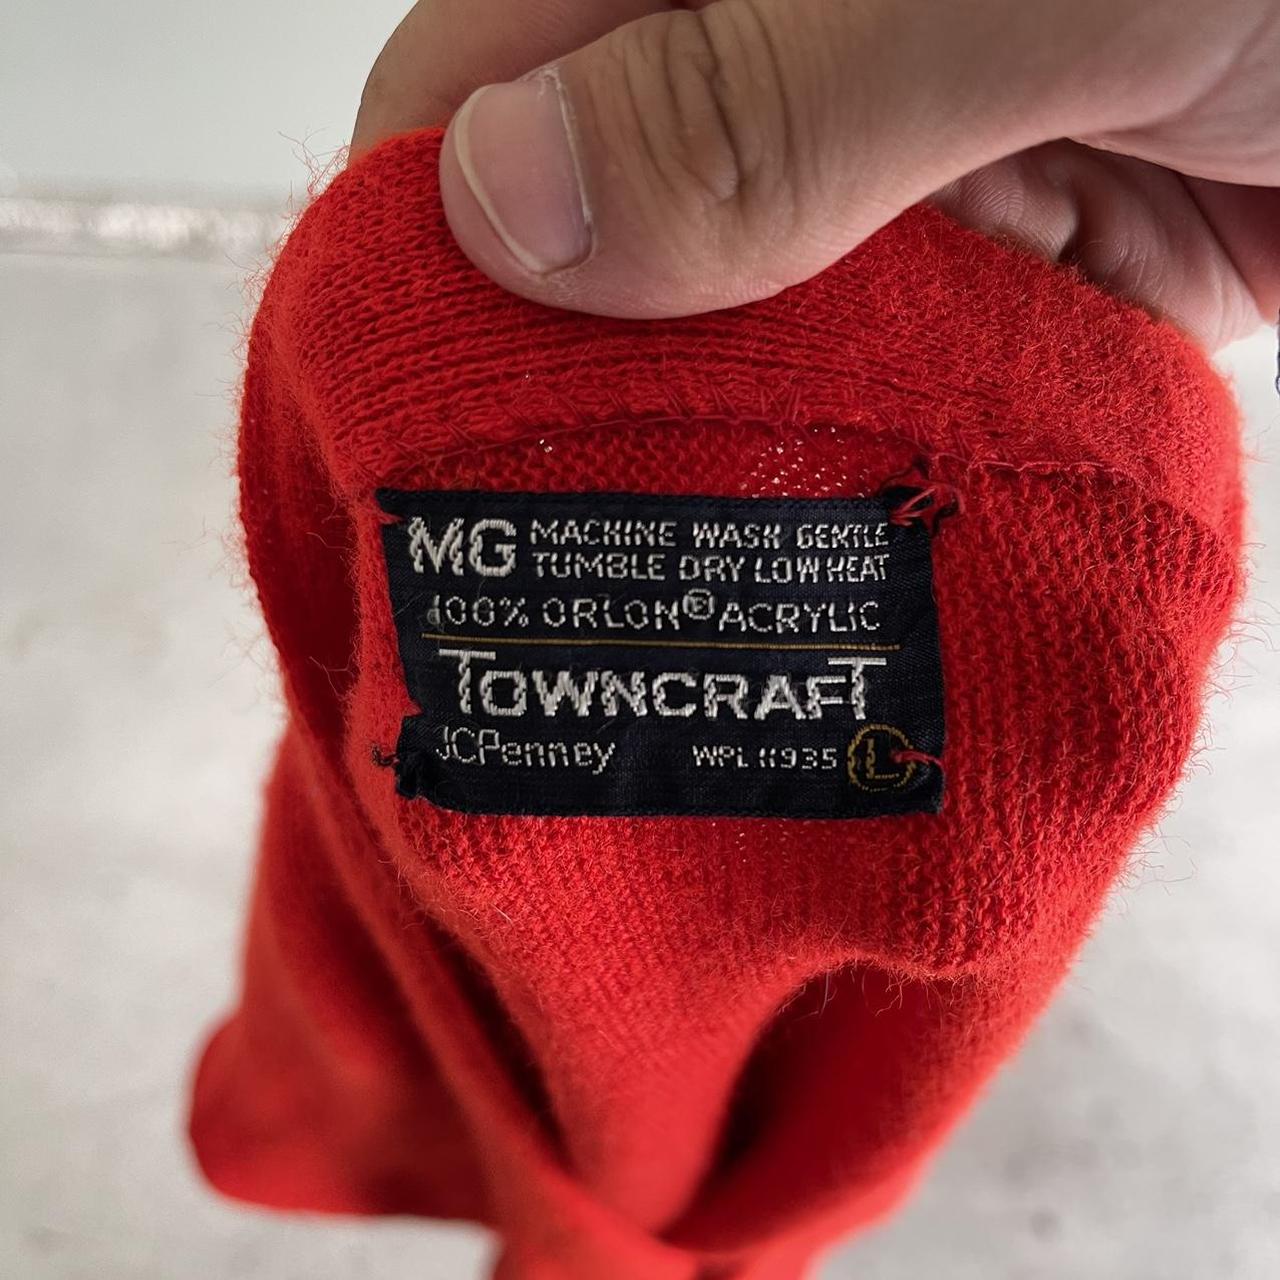 MG MACHINE WASH GENTLE
TUMBLE DRY LOW HEAT
100% ORLON® ACRYLIC
TOWNCRAFT
JCPenney WPL 11935 L